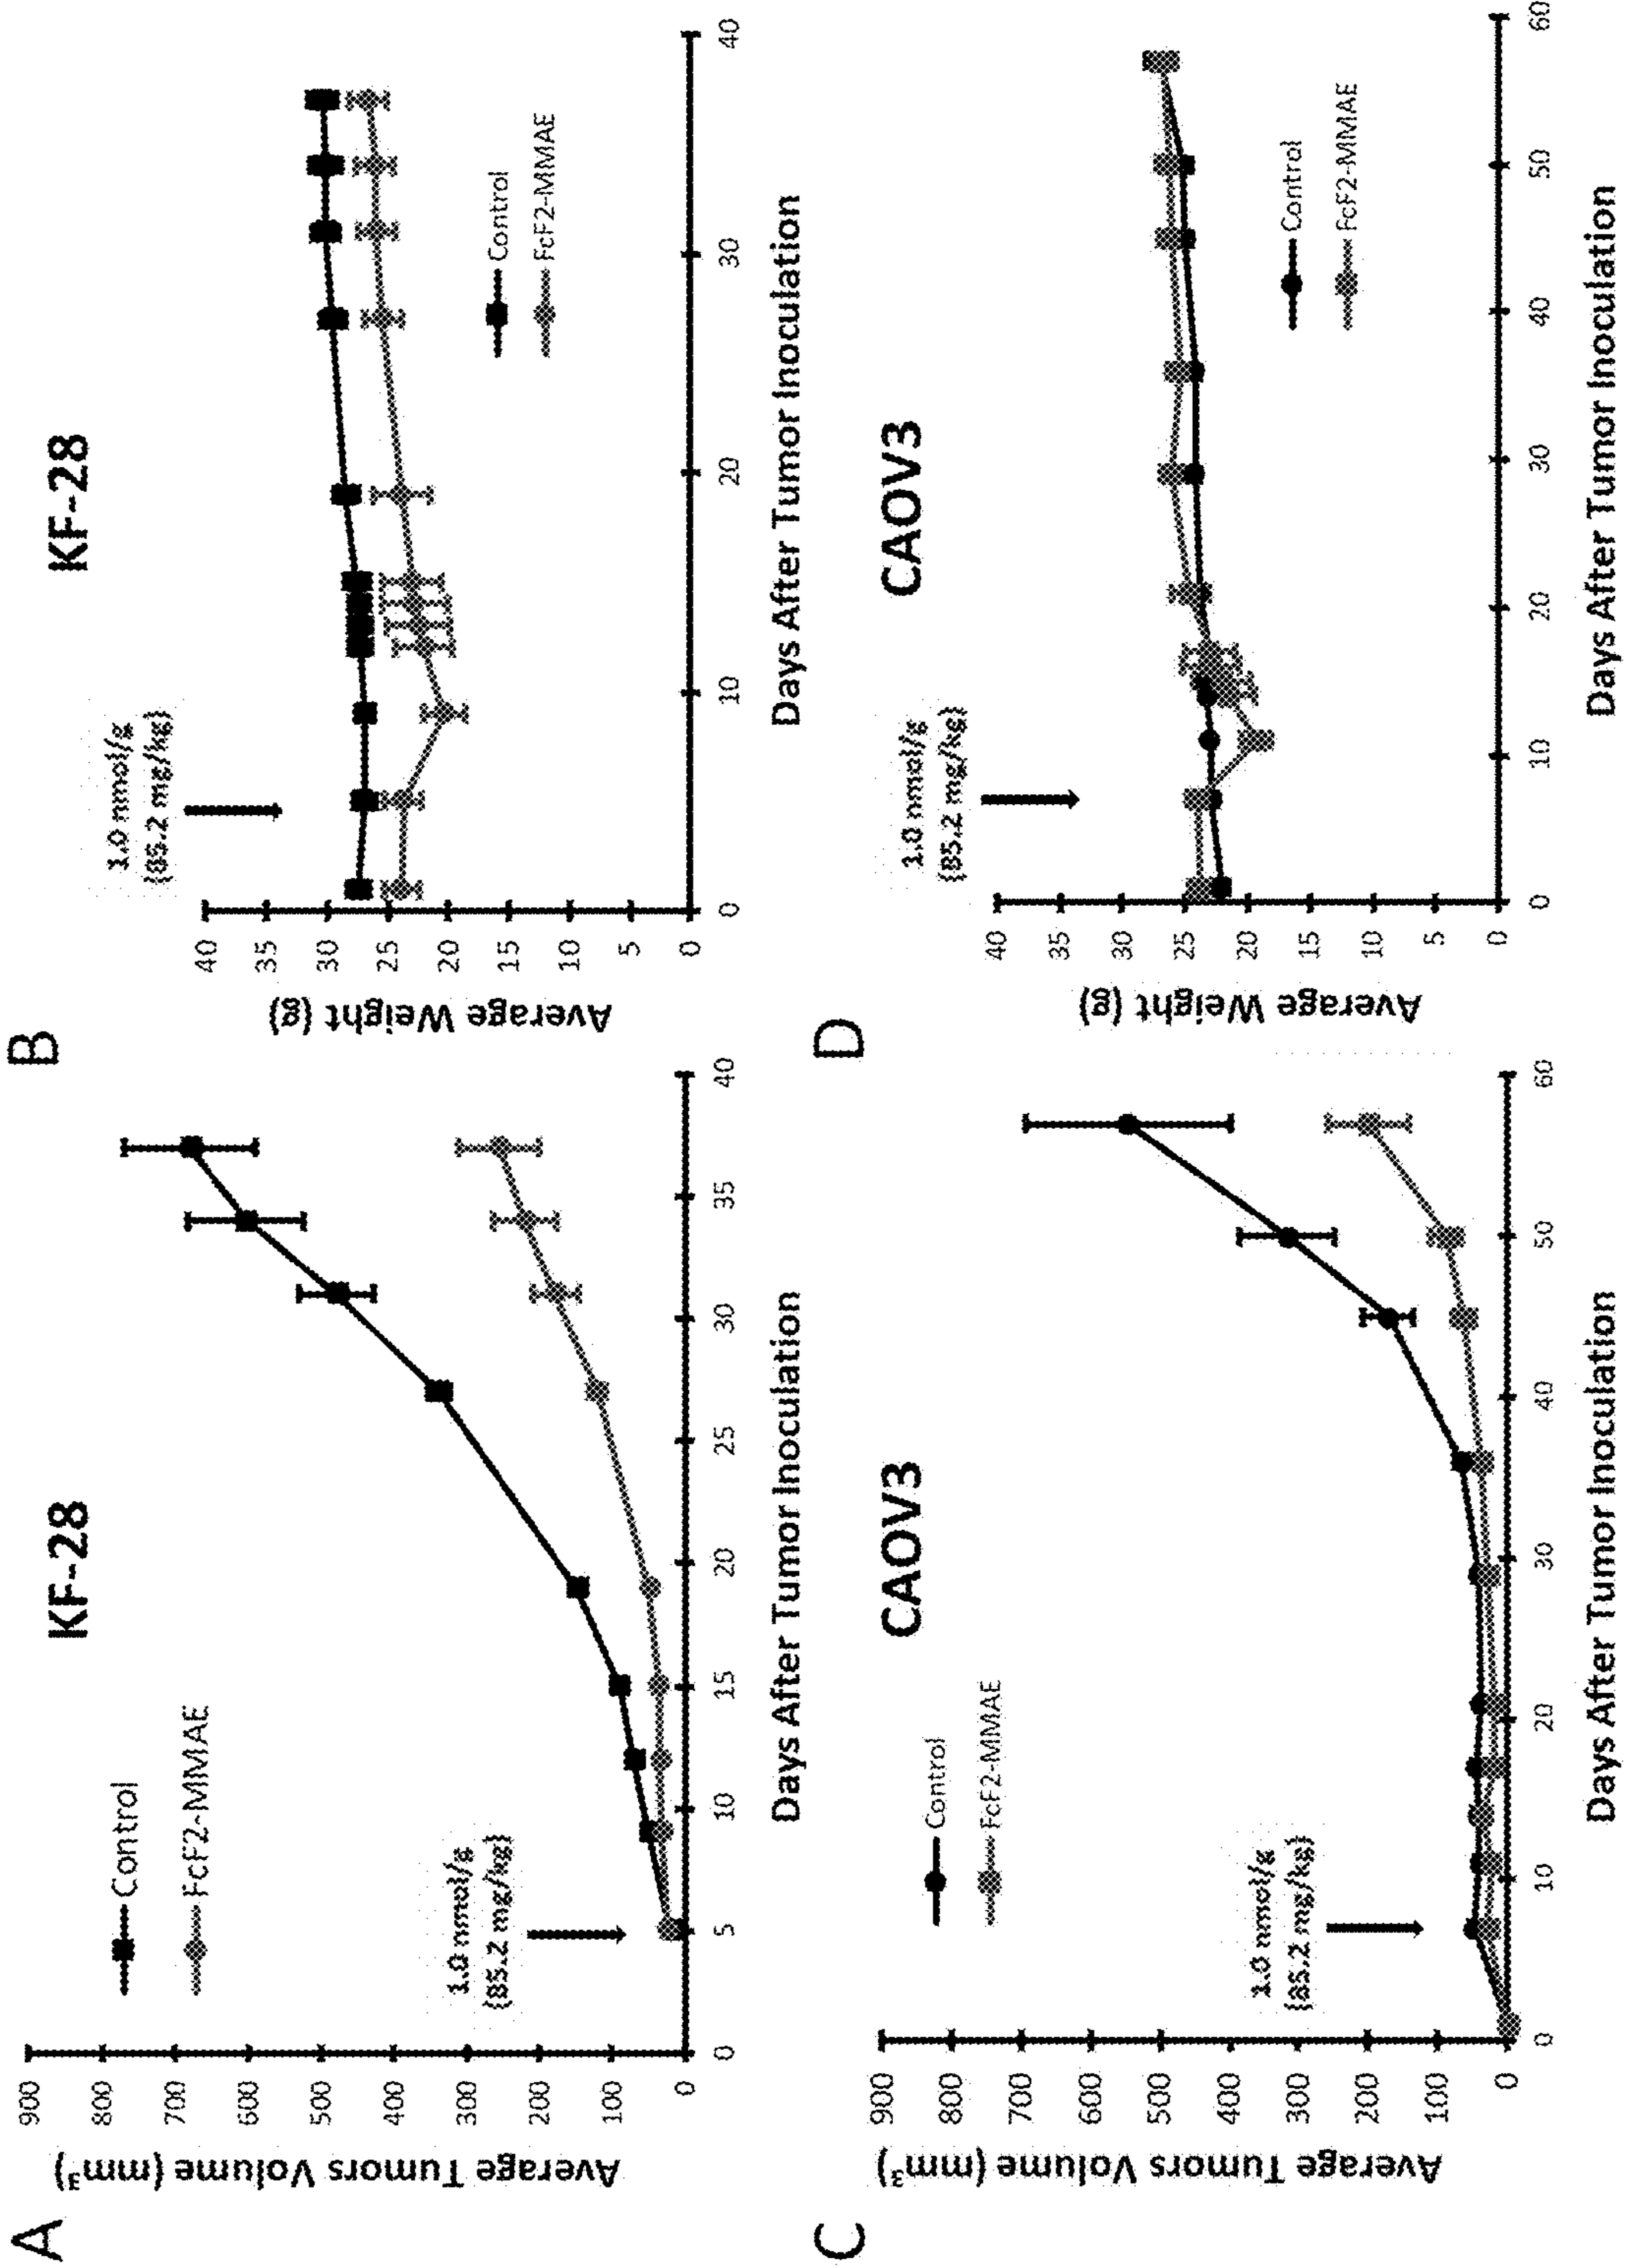 A
KF-28
Control
FcF2-MMAE
1.0 nmol/g
(85.2 mg/kg)
Average Tumors Volume (mm³)
900
800
700
600
500
400
300
200
100
0
0
5
10
15
20
25
30
35
40
Days After Tumor Inoculation
B
KF-28
1.0 nmol/g
(85.2 mg/kg)
Control
FcF2-MMAE
Average Weight (g)
40
35
30
25
20
15
10
5
0
0
10
20
30
40
Days After Tumor Inoculation
C
CAOV3
Control
FcF2-MMAE
1.0 nmol/g
(85.2 mg/kg)
Average Tumors Volume (mm³)
900
800
700
600
500
400
300
200
100
0
0
10
20
30
40
50
60
Days After Tumor Inoculation
D
CAOV3
1.0 nmol/g
(85.2 mg/kg)
Control
FcF2-MMAE
Average Weight (g)
40
35
30
25
20
15
10
5
0
0
10
20
30
40
50
60
Days After Tumor Inoculation